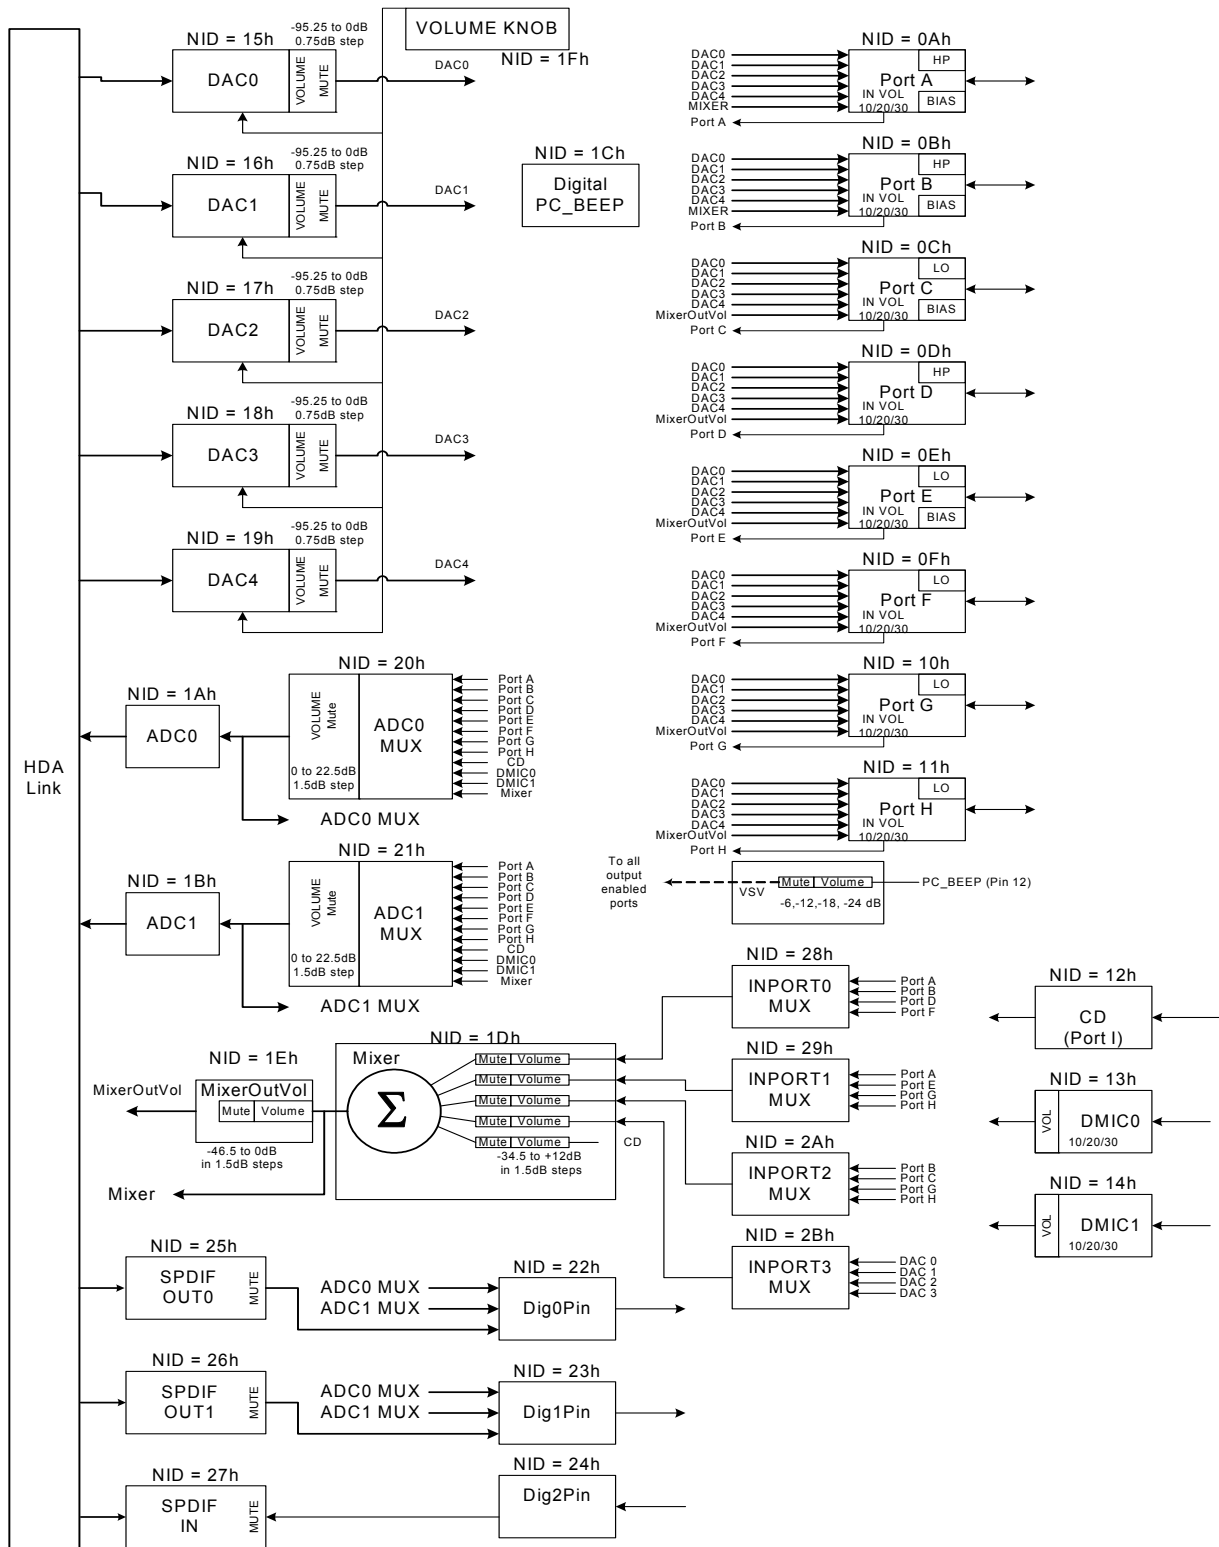 HDA
Link
VOLUME KNOB
NID = 1Fh
NID = 15h
-95.25 to 0dB
0.75dB step
DAC0
VOLUME
MUTE
DAC0
NID = 16h
-95.25 to 0dB
0.75dB step
DAC1
VOLUME
MUTE
DAC1
NID = 17h
-95.25 to 0dB
0.75dB step
DAC2
VOLUME
MUTE
DAC2
NID = 18h
-95.25 to 0dB
0.75dB step
DAC3
VOLUME
MUTE
DAC3
NID = 19h
-95.25 to 0dB
0.75dB step
DAC4
VOLUME
MUTE
DAC4
NID = 1Ch
Digital
PC_BEEP
NID = 0Ah
DAC0
DAC1
DAC2
DAC3
DAC4
MIXER
HP
Port A
IN VOL
10/20/30
BIAS
Port A
NID = 0Bh
DAC0
DAC1
DAC2
DAC3
DAC4
MIXER
HP
Port B
IN VOL
10/20/30
BIAS
Port B
NID = 0Ch
DAC0
DAC1
DAC2
DAC3
DAC4
MixerOutVol
LO
Port C
IN VOL
10/20/30
BIAS
Port C
NID = 0Dh
DAC0
DAC1
DAC2
DAC3
DAC4
MixerOutVol
HP
Port D
IN VOL
10/20/30
Port D
NID = 0Eh
DAC0
DAC1
DAC2
DAC3
DAC4
MixerOutVol
LO
Port E
IN VOL
10/20/30
BIAS
Port E
NID = 0Fh
DAC0
DAC1
DAC2
DAC3
DAC4
MixerOutVol
LO
Port F
IN VOL
10/20/30
Port F
NID = 10h
DAC0
DAC1
DAC2
DAC3
DAC4
MixerOutVol
LO
Port G
IN VOL
10/20/30
Port G
NID = 11h
DAC0
DAC1
DAC2
DAC3
DAC4
MixerOutVol
LO
Port H
IN VOL
10/20/30
Port H
NID = 1Ah
ADC0
NID = 20h
VOLUME
Mute
0 to 22.5dB
1.5dB step
ADC0
MUX
Port A
Port B
Port C
Port D
Port E
Port F
Port G
Port H
CD
DMIC0
DMIC1
Mixer
ADC0 MUX
NID = 1Bh
ADC1
NID = 21h
VOLUME
Mute
0 to 22.5dB
1.5dB step
ADC1
MUX
Port A
Port B
Port C
Port D
Port E
Port F
Port G
Port H
CD
DMIC0
DMIC1
Mixer
ADC1 MUX
To all
output
enabled
ports
VSV
Mute
Volume
-6,-12,-18, -24 dB
PC_BEEP (Pin 12)
NID = 28h
INPORT0
MUX
Port A
Port B
Port D
Port F
NID = 29h
INPORT1
MUX
Port A
Port E
Port G
Port H
NID = 2Ah
INPORT2
MUX
Port B
Port C
Port G
Port H
NID = 2Bh
INPORT3
MUX
DAC 0
DAC 1
DAC 2
DAC 3
NID = 12h
CD
(Port I)
NID = 13h
VOL
DMIC0
10/20/30
NID = 14h
VOL
DMIC1
10/20/30
NID = 1Dh
Mixer
Σ
Mute Volume
Mute Volume
Mute Volume
Mute Volume
Mute Volume
CD
-34.5 to +12dB
in 1.5dB steps
NID = 1Eh
MixerOutVol
MixerOutVol
Mute Volume
-46.5 to 0dB
in 1.5dB steps
Mixer
NID = 25h
SPDIF
OUT0
MUTE
ADC0 MUX
ADC1 MUX
NID = 22h
Dig0Pin
NID = 26h
SPDIF
OUT1
MUTE
ADC0 MUX
ADC1 MUX
NID = 23h
Dig1Pin
NID = 27h
SPDIF
IN
MUTE
NID = 24h
Dig2Pin